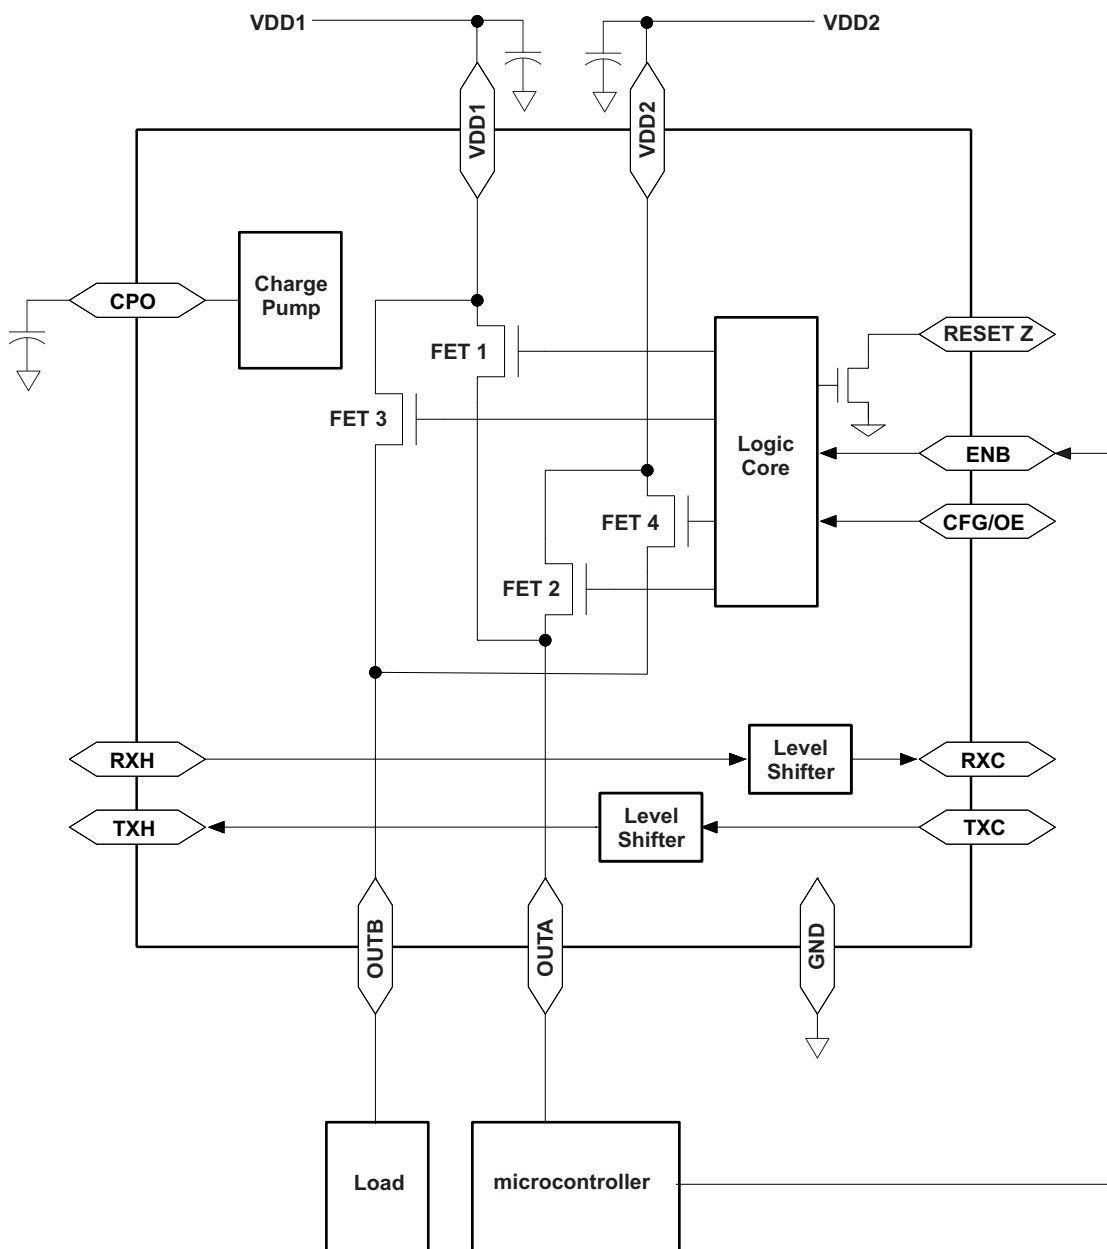 VDD1
VDD2
VDD1
VDD2
Charge
Pump
CPO
RESET Z
FET 1
FET 3
Logic
Core
ENB
FET 4
CFG/OE
FET 2
RXH
Level
Shifter
RXC
TXH
Level
Shifter
TXC
OUTB
OUTA
GND
Load
microcontroller